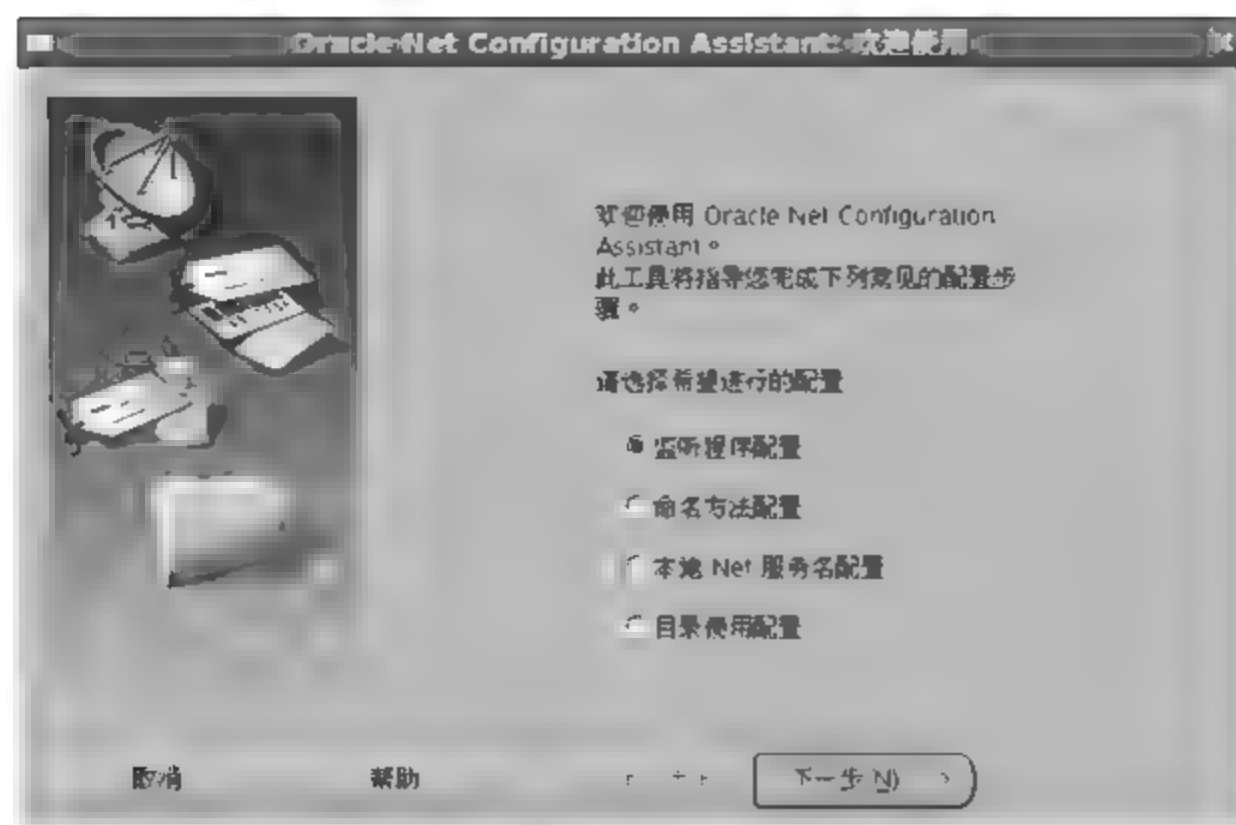 Oracle Net Configuration Assistant: 欢迎使用
欢迎使用 Oracle Net Configuration
Assistant。
此工具将指导您完成下列常见的配置步
骤。
请选择希望进行的配置
监听程序配置
命名方法配置
本地 Net 服务名配置
目录使用配置
取消
帮助
下一步(N)